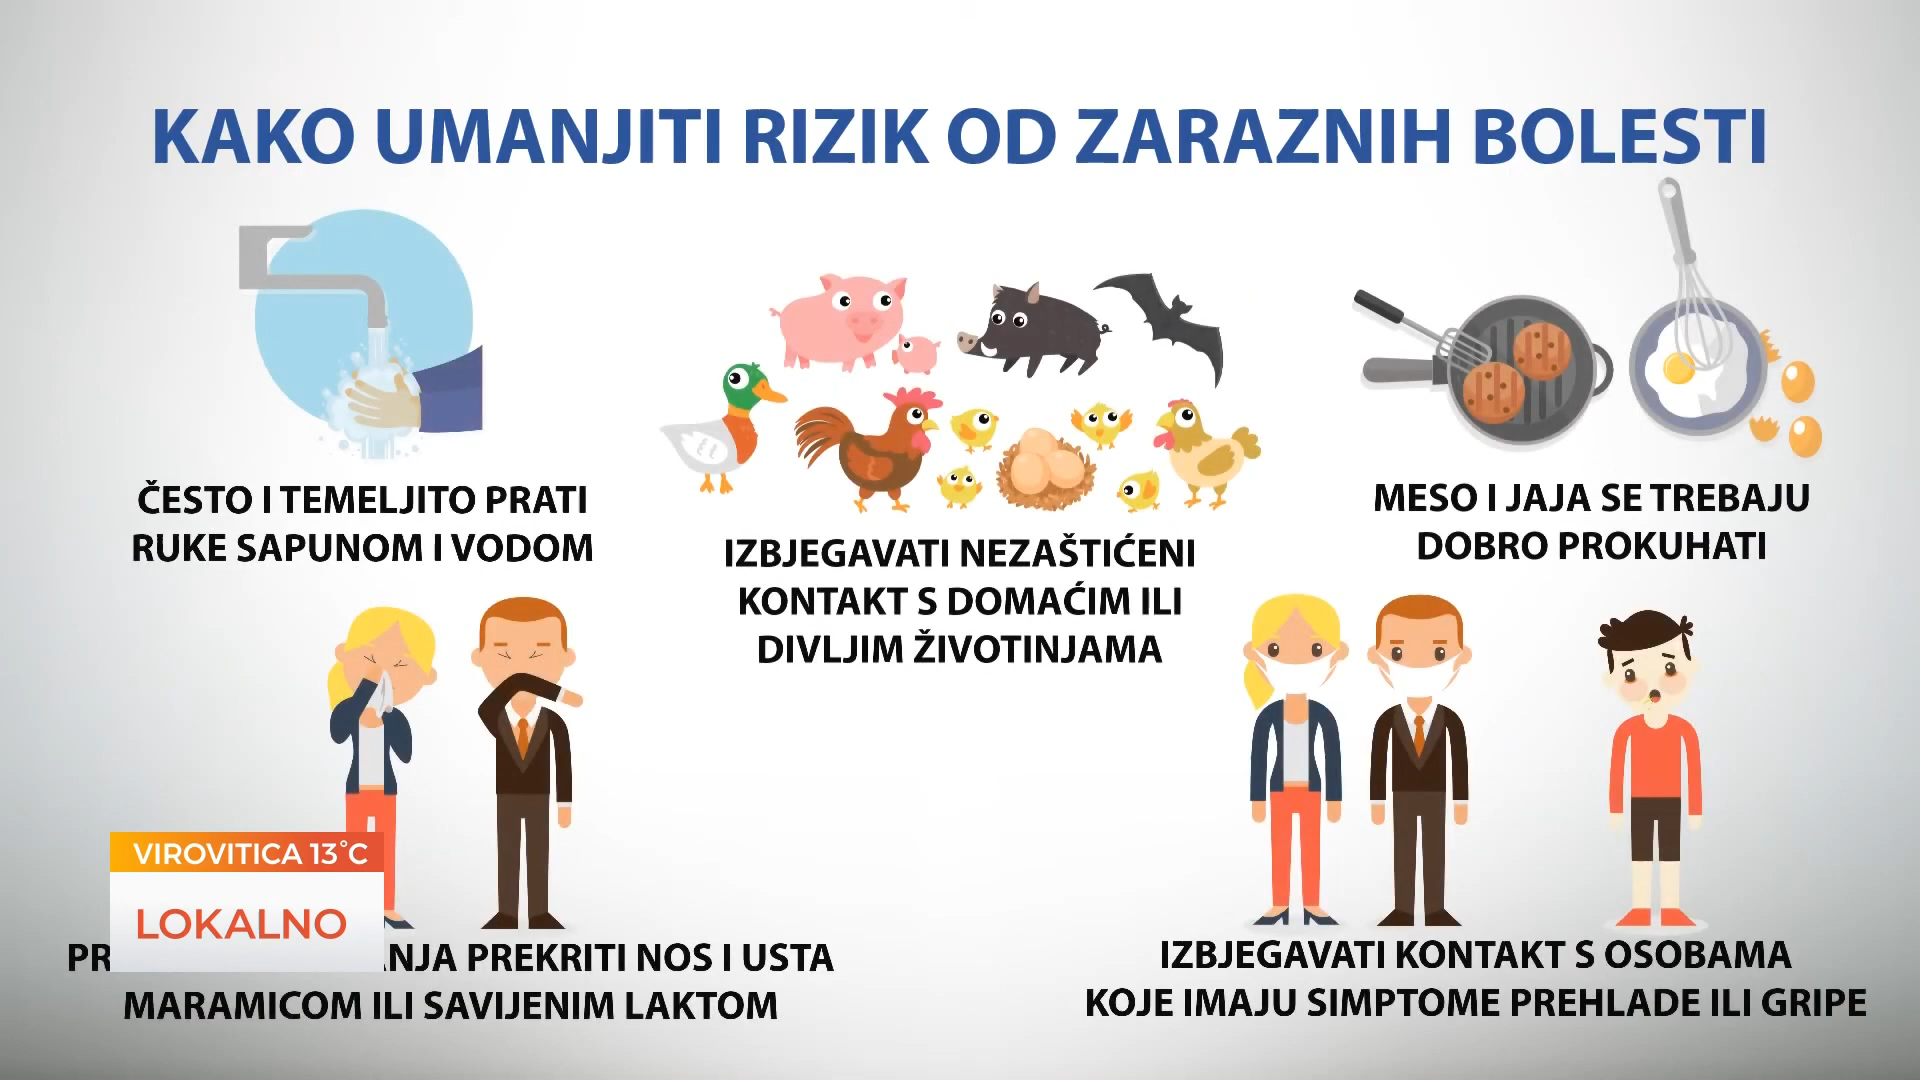 KAKO UMANJITI RIZIK OD ZARAZNIH BOLESTI
ČESTO I TEMELJITO PRATI
RUKE SAPUNOM I VODOM
IZBJEGAVATI NEZAŠTIĆENI
KONTAKT S DOMAĆIM ILI
DIVLJIM ŽIVOTINJAMA
MESO I JAJA SE TREBAJU
DOBRO PROKUHATI
VIROVITICA 13°C
LOKALNO
PREKRITI NOS I USTA
MARAMICOM ILI SAVIJENIM LAKTOM
IZBJEGAVATI KONTAKT S OSOBAMA
KOJE IMAJU SIMPTOME PREHLADE ILI GRIPE